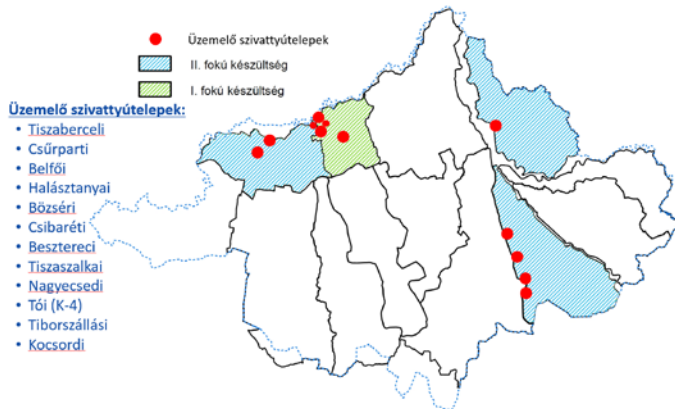 Üzemelő szivattyútelepek
II. fokú készültség
I. fokú készültség
Üzemelő szivattyútelepek:
• Tiszaberceli
• Csűrparti
• Belfői
• Halásztanyai
• Bözséri
• Csibaréti
• Besztereci
• Tiszaszalkai
• Nagyecsedi
• Tói (K-4)
• Tiborszállási
• Kocsordi